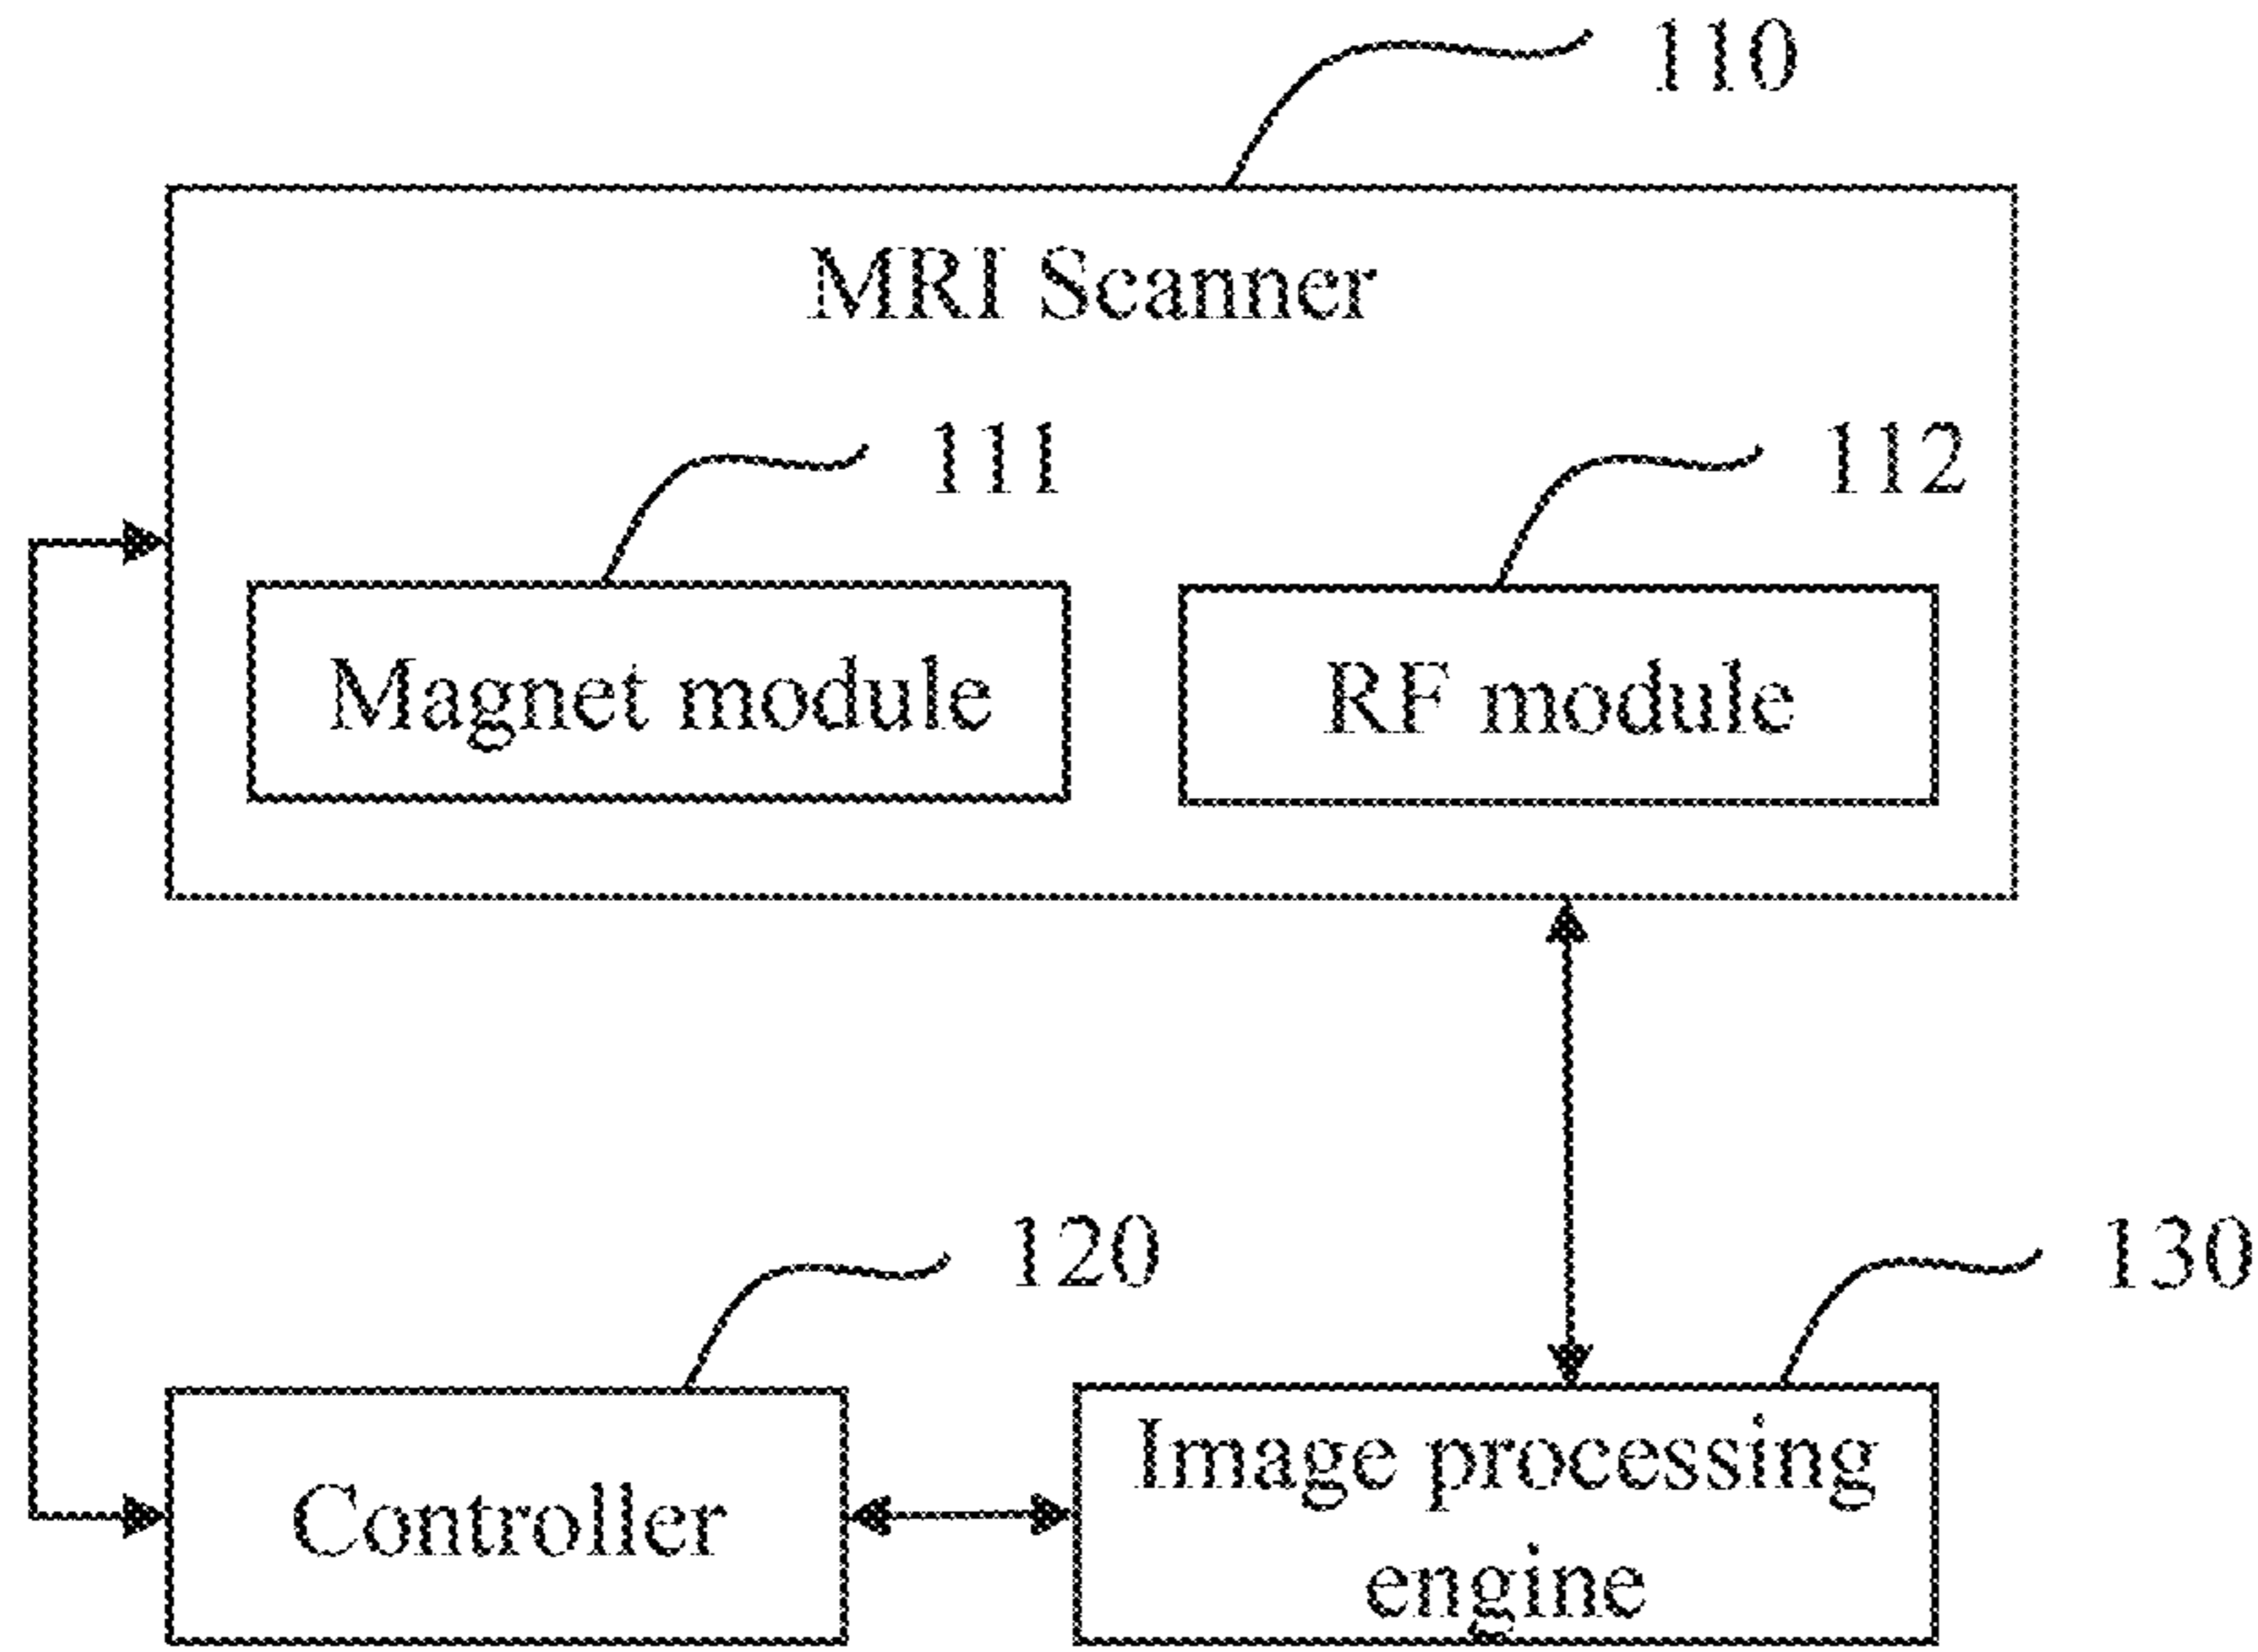 110
MRI Scanner
111
112
Magnet module
RF module
120
130
Controller
Image processing
engine